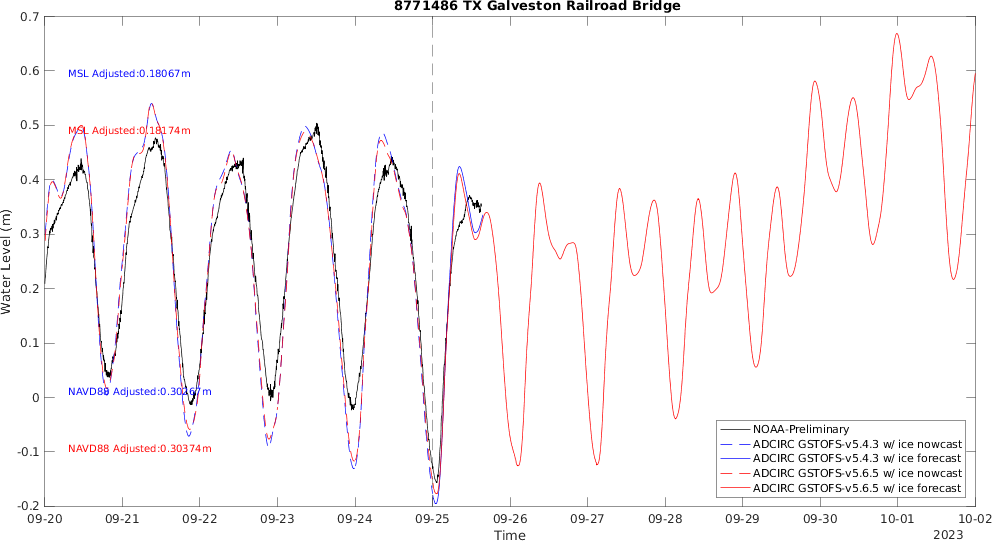 8771486 TX Galveston Railroad Bridge
0.7
0.6
0.5
0.4
0.3
0.2
0.1
0
-0.1
-0.2
Water Level (m)
MSL Adjusted:0.18067m
MSL Adjusted:0.18174m
NAVD88 Adjusted:0.30267m
NAVD88 Adjusted:0.30374m
NOAA-Preliminary
ADCIRC GSTOFS-v5.4.3 w/ ice nowcast
ADCIRC GSTOFS-v5.4.3 w/ ice forecast
ADCIRC GSTOFS-v5.6.5 w/ ice nowcast
ADCIRC GSTOFS-v5.6.5 w/ ice forecast
09-20 09-21 09-22 09-23 09-24 09-25 09-26 09-27 09-28 09-29 09-30 10-01 10-02
Time
2023